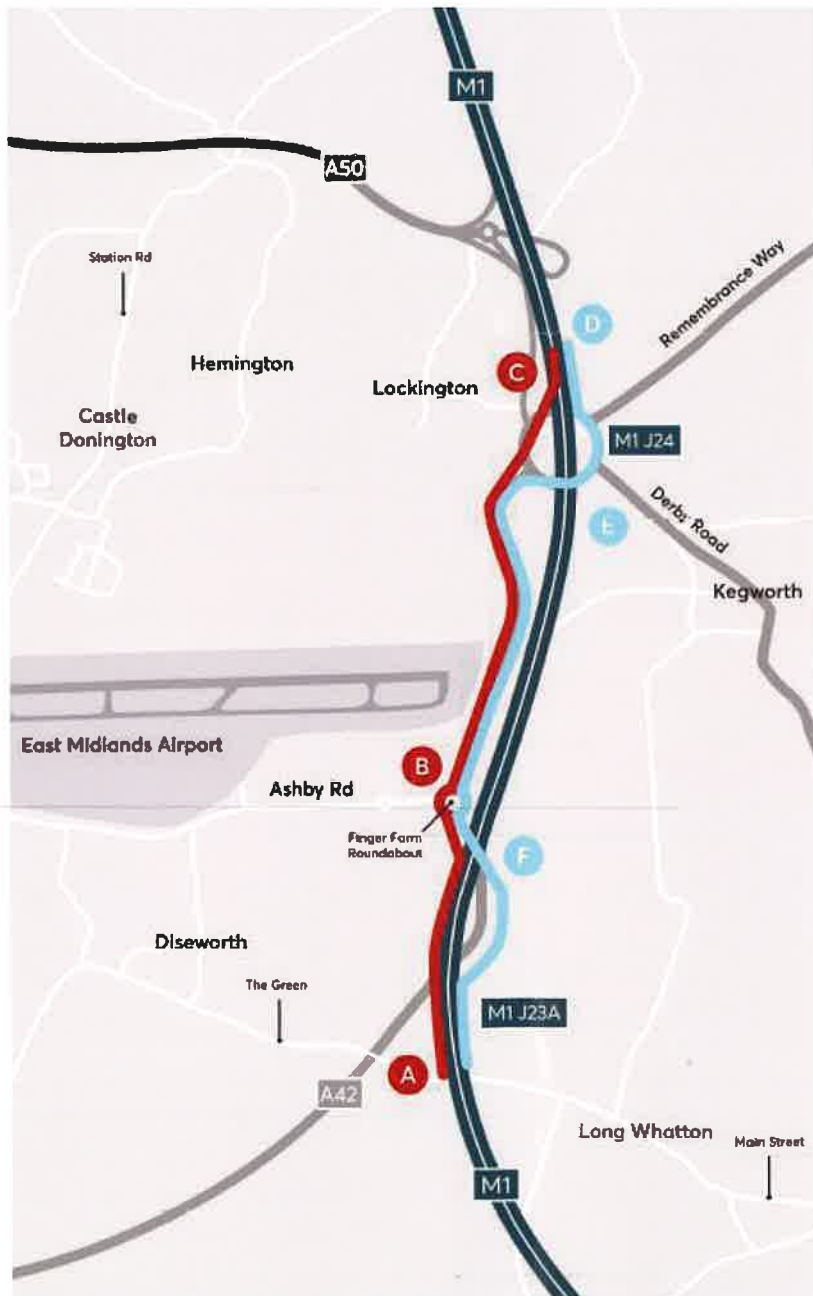 M1
A50
Station Rd
Remembrance Way
D
Hemington
C
Lockington
Castle
Donington
M1 J24
E
Derby Road
Kegworth
East Midlands Airport
B
Ashby Rd
Finger Farm
Roundabout
F
Diseworth
The Green
M1 J23A
A
A42
Long Whatton
Main Street
M1